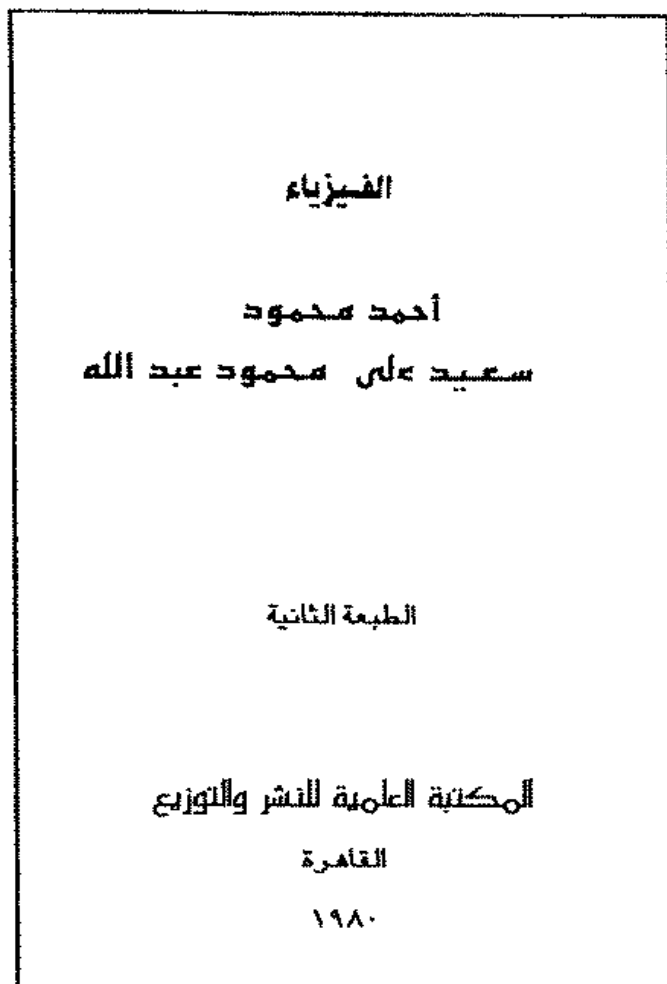 الفيزياء
أحمد محمود
سعيد على محمود عبد الله
الطبعة الثانية
المكتبة العلمية للنشر والتوزيع
القاهرة
١٩٨٠